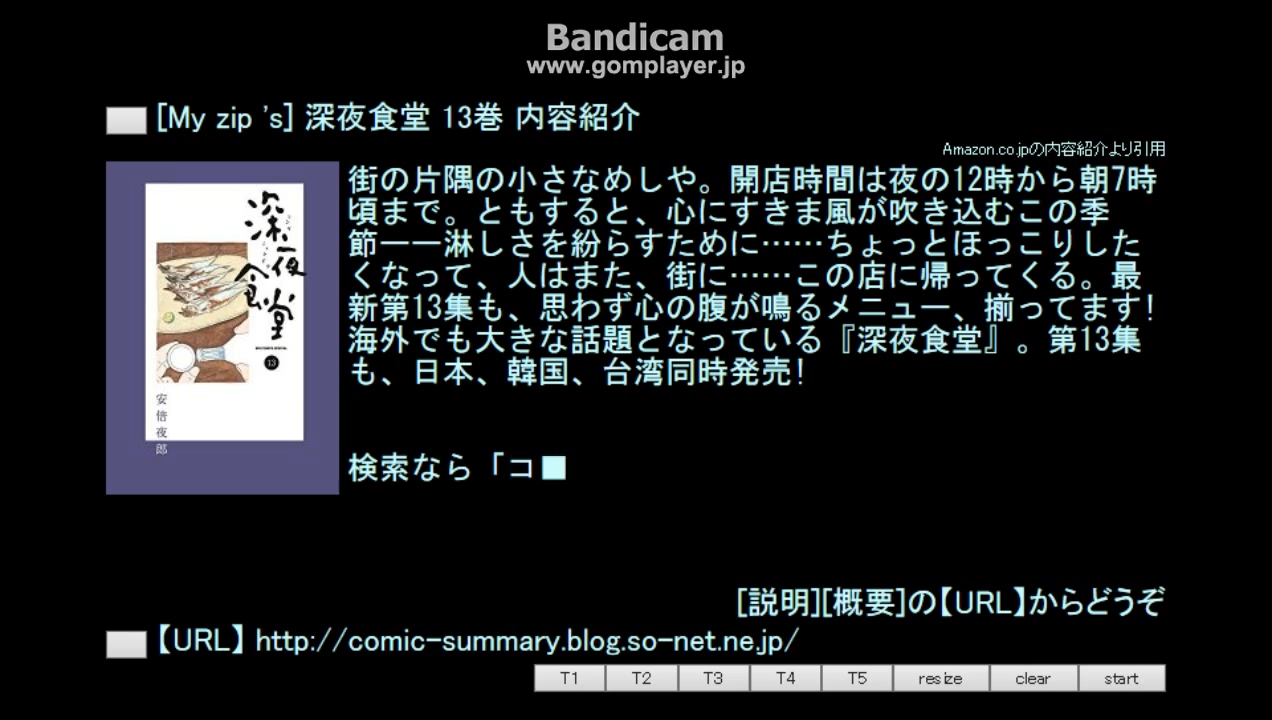 Bandicam
www.gomplayer.jp
[My zip 's] 深夜食堂 13巻 内容紹介
Amazon.co.jpの内容紹介より引用
深夜食堂
13
安倍夜郎
街の片隅の小さなめしや。開店時間は夜の12時から朝7時
頃まで。ともすると、心にすきま風が吹き込むこの季
節――淋しさを紛らすために……ちょっとほっこりした
くなって、人はまた、街に……この店に帰ってくる。最
新第13集も、思わず心の腹が鳴るメニュー、揃ってます!
海外でも大きな話題となっている『深夜食堂』。第13集
も、日本、韓国、台湾同時発売!
検索なら「コ
[説明][概要]の【URL】からどうぞ
【URL】 http://comic-summary.blog.so-net.ne.jp/
T1 T2 T3 T4 T5 resize clear start